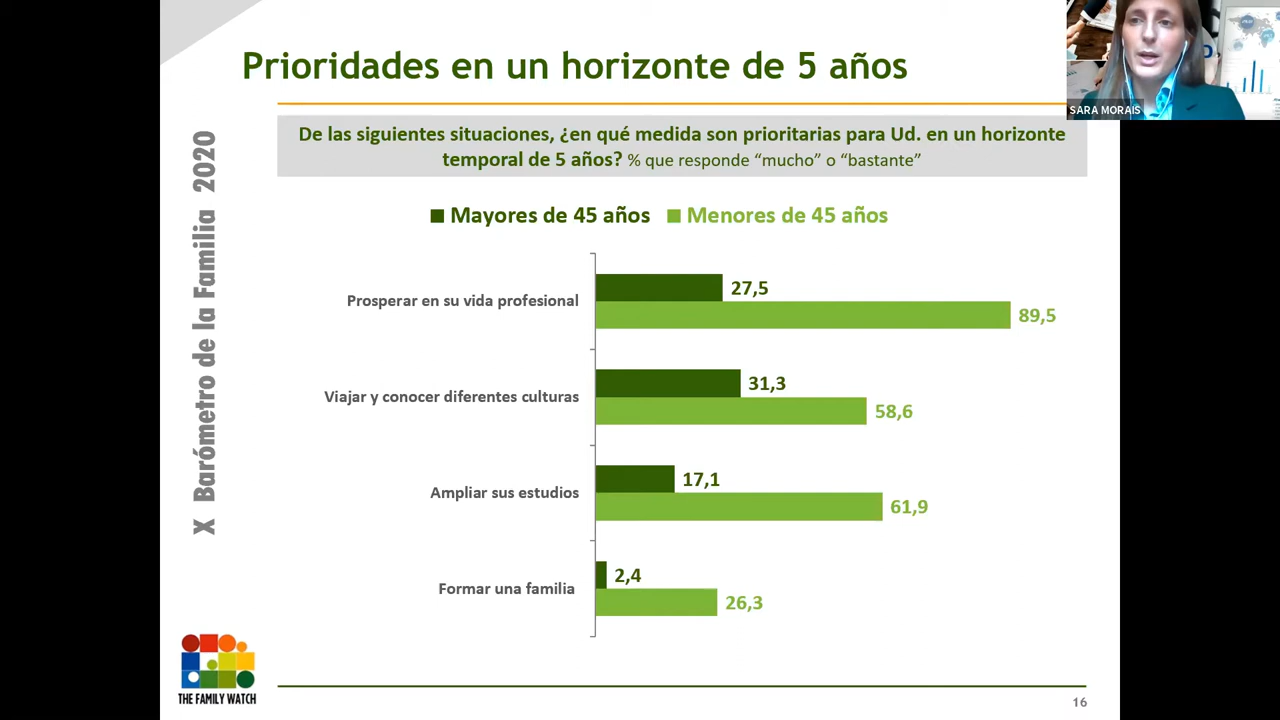 Prioridades en un horizonte de 5 años
SARA MORAIS
De las siguientes situaciones, ¿en qué medida son prioritarias para Ud. en un horizonte
temporal de 5 años? % que responde “mucho” o “bastante”
X Barómetro de la Familia 2020
Mayores de 45 años Menores de 45 años
Prosperar en su vida profesional
27,5
89,5
Viajar y conocer diferentes culturas
31,3
58,6
Ampliar sus estudios
17,1
61,9
Formar una familia
2,4
26,3
THE FAMILY WATCH
16